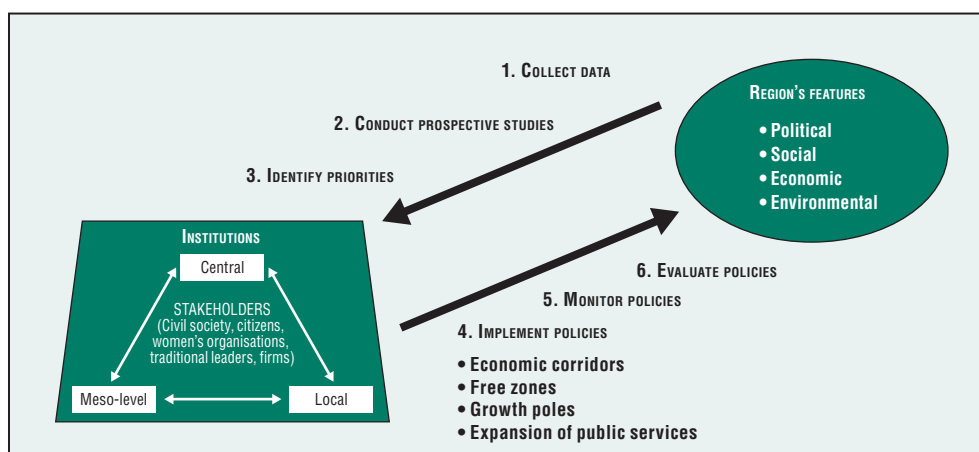 1. COLLECT DATA
2. CONDUCT PROSPECTIVE STUDIES
3. IDENTIFY PRIORITIES
REGION'S FEATURES
• Political
• Social
• Economic
• Environmental
INSTITUTIONS
Central
STAKEHOLDERS
(Civil society, citizens,
women's organisations,
traditional leaders, firms)
Meso-level
Local
6. EVALUATE POLICIES
5. MONITOR POLICIES
4. IMPLEMENT POLICIES
• Economic corridors
• Free zones
• Growth poles
• Expansion of public services